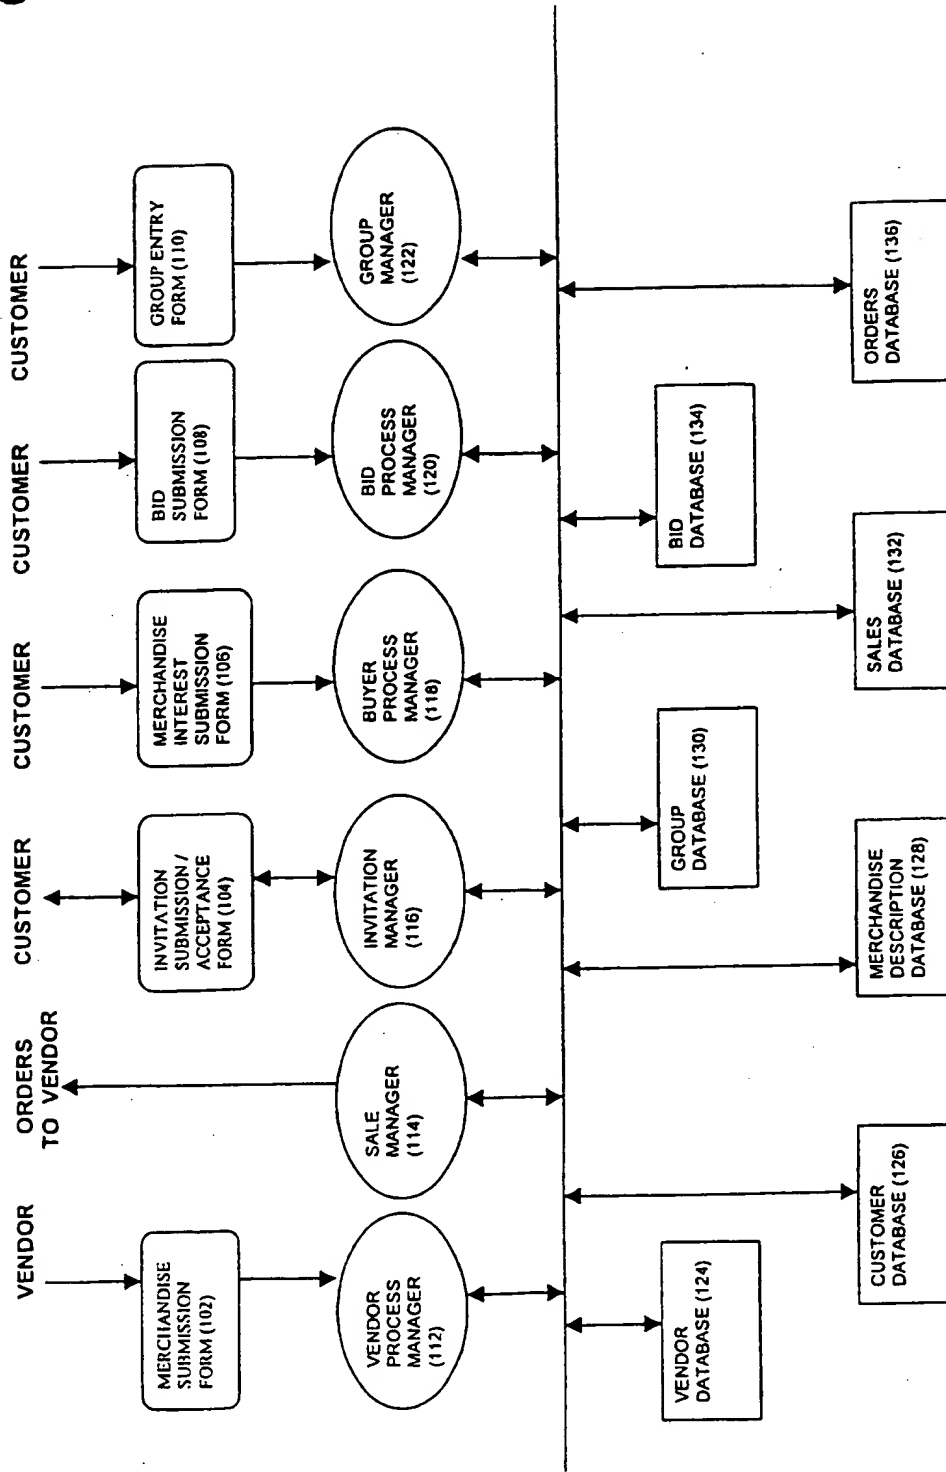 VENDOR
ORDERS
TO VENDOR
CUSTOMER
CUSTOMER
CUSTOMER
CUSTOMER
MERCHANDISE
SUBMISSION
FORM (102)
INVITATION
SUBMISSION /
ACCEPTANCE
FORM (104)
MERCHANDISE
INTEREST
SUBMISSION
FORM (106)
BID
SUBMISSION
FORM (108)
GROUP ENTRY
FORM (110)
VENDOR
PROCESS
MANAGER
(112)
SALE
MANAGER
(114)
INVITATION
MANAGER
(116)
BUYER
PROCESS
MANAGER
(118)
BID
PROCESS
MANAGER
(120)
GROUP
MANAGER
(122)
VENDOR
DATABASE (124)
GROUP
DATABASE (130)
BID
DATABASE (134)
CUSTOMER
DATABASE (126)
MERCHANDISE
DESCRIPTION
DATABASE (128)
SALES
DATABASE (132)
ORDERS
DATABASE (136)